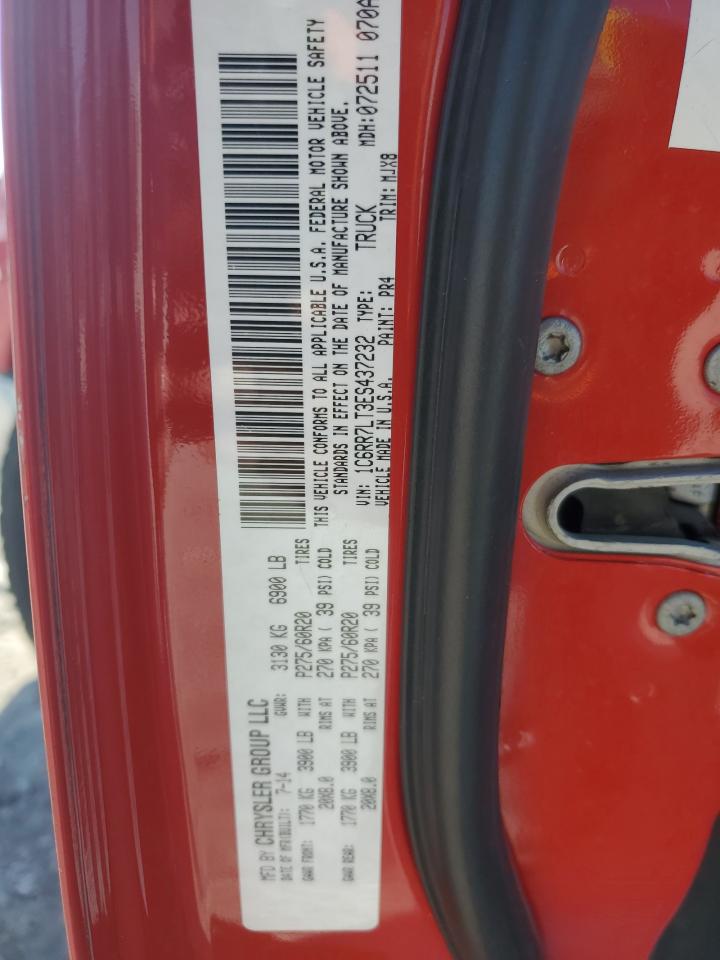 MFD BY CHRYSLER GROUP LLC
DATE OF MFR(BUILT): 7-14 GVWR: 3130 KG 6900 LB
GAWR FRONT: 1770 KG 3900 LB WITH P275/60R20 TIRES
20X8.0 RIMS AT 270 KPA ( 39 PSI) COLD
GAWR REAR: 1770 KG 3900 LB WITH P275/60R20 TIRES
20X8.0 RIMS AT 270 KPA ( 39 PSI) COLD
THIS VEHICLE CONFORMS TO ALL APPLICABLE U.S.A. FEDERAL MOTOR VEHICLE SAFETY
STANDARDS IN EFFECT ON THE DATE OF MANUFACTURE SHOWN ABOVE.
VIN: 1C6RR7LT3ES437232 TYPE: TRUCK MDH:072511 070A
VEHICLE MADE IN U.S.A. PAINT: PR4 TRIM: MJX8